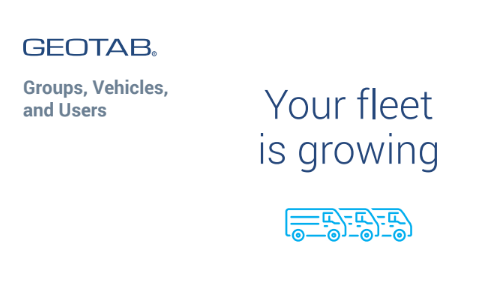 GEOTAB®
Groups, Vehicles,
and Users
Your fleet
is growing